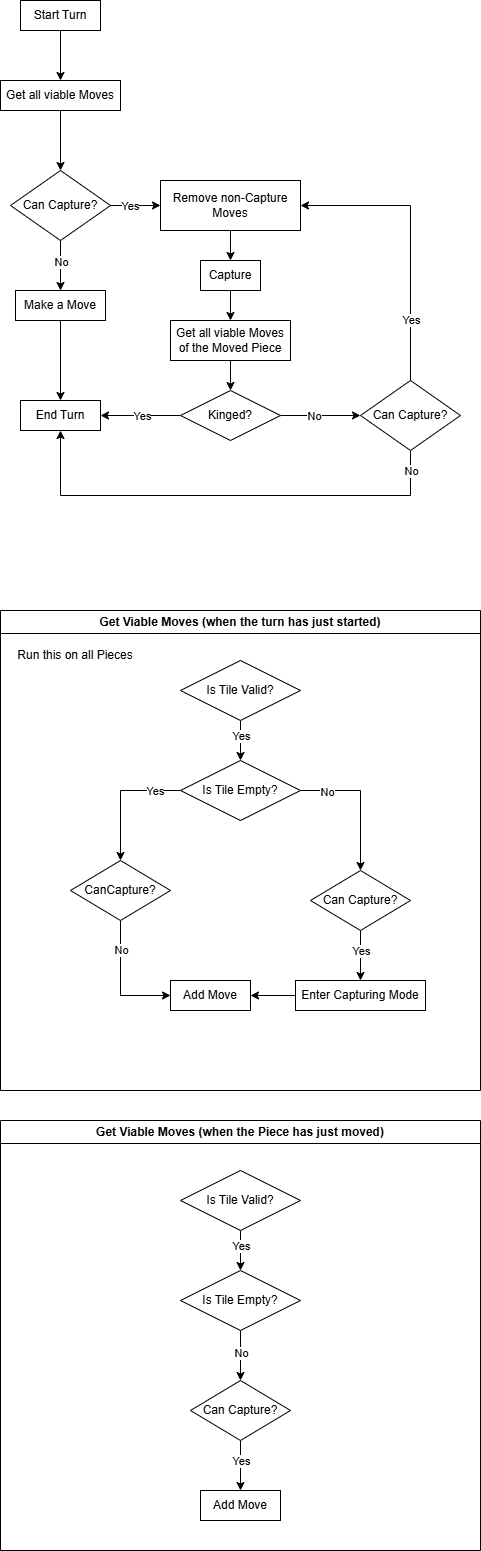 Start Turn
Get all viable Moves
Can Capture?
Yes
Remove non-Capture
Moves
No
Capture
Make a Move
Get all viable Moves
of the Moved Piece
Yes
End Turn
Yes
Kinged?
No
Can Capture?
No
Get Viable Moves (when the turn has just started)
Run this on all Pieces
Is Tile Valid?
Yes
Is Tile Empty?
Yes
No
CanCapture?
Can Capture?
No
Yes
Add Move
Enter Capturing Mode
Get Viable Moves (when the Piece has just moved)
Is Tile Valid?
Yes
Is Tile Empty?
No
Can Capture?
Yes
Add Move